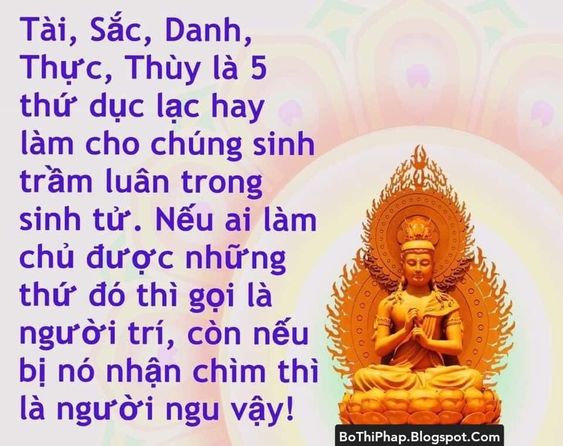 Tài, Sắc, Danh,
Thực, Thùy là 5
thứ dục lạc hay
làm cho chúng sinh
trầm luân trong
sinh tử. Nếu ai làm
chủ được những
thứ đó thì gọi là
người trí, còn nếu
bị nó nhận chìm thì
là người ngu vậy!
BoThiPhap.Blogspot.Com